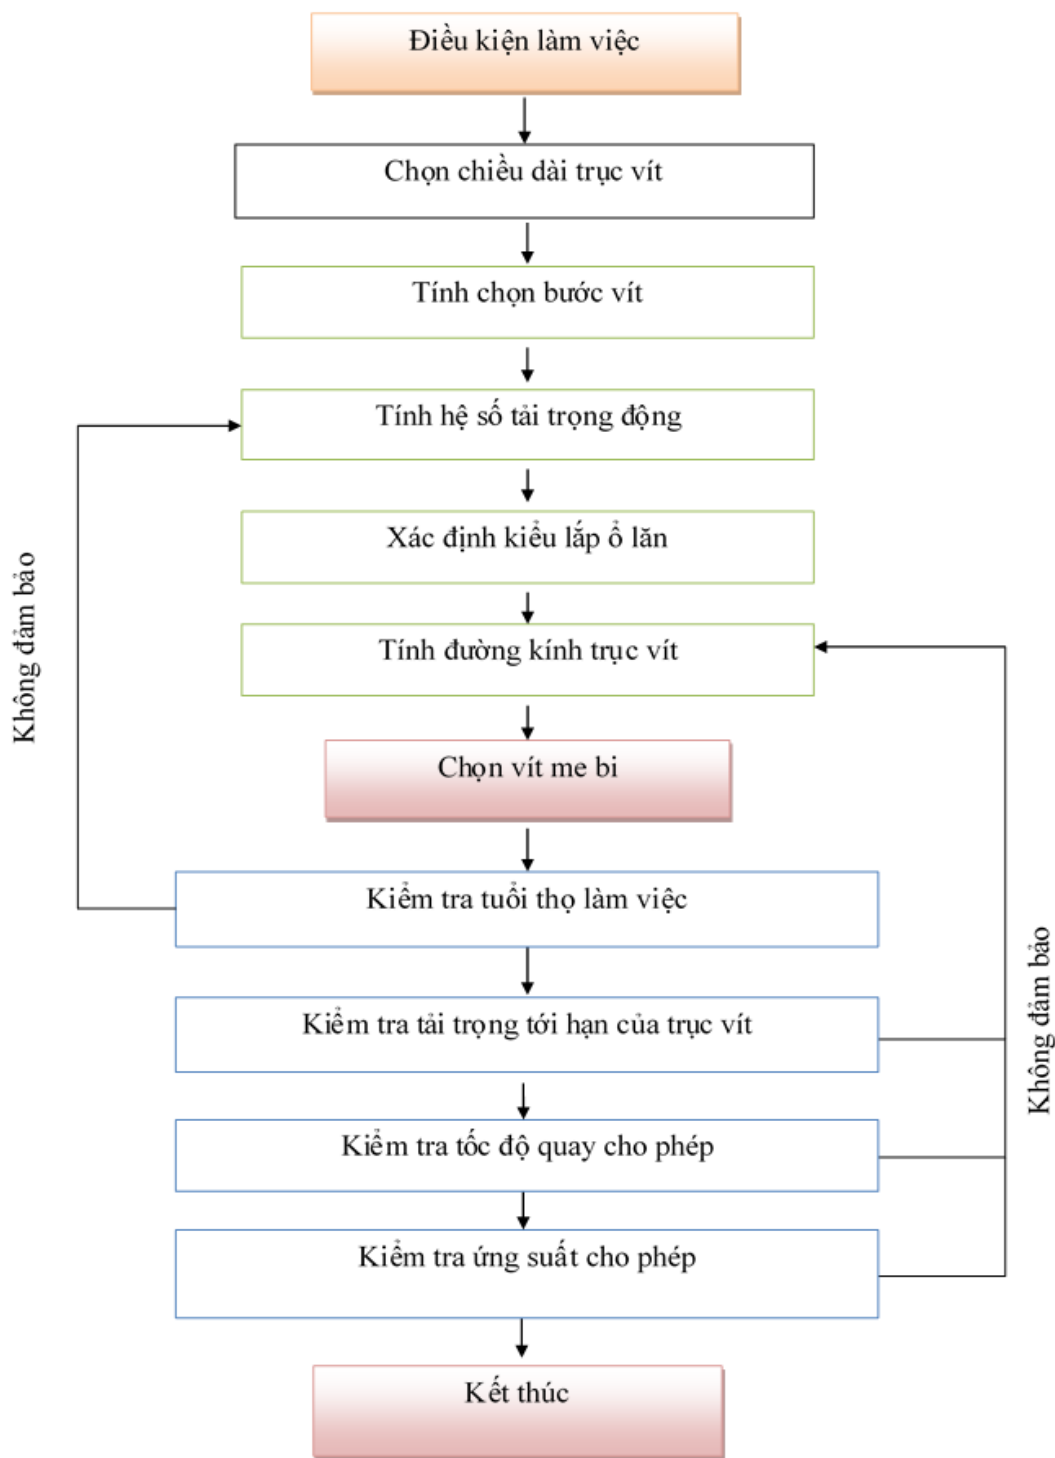 Điều kiện làm việc
Chọn chiều dài trục vít
Tính chọn bước vít
Tính hệ số tải trọng động
Xác định kiểu lắp ổ lăn
Tính đường kính trục vít
Không đảm bảo
Chọn vít me bi
Kiểm tra tuổi thọ làm việc
Kiểm tra tải trọng tới hạn của trục vít
Không đảm bảo
Kiểm tra tốc độ quay cho phép
Kiểm tra ứng suất cho phép
Kết thúc